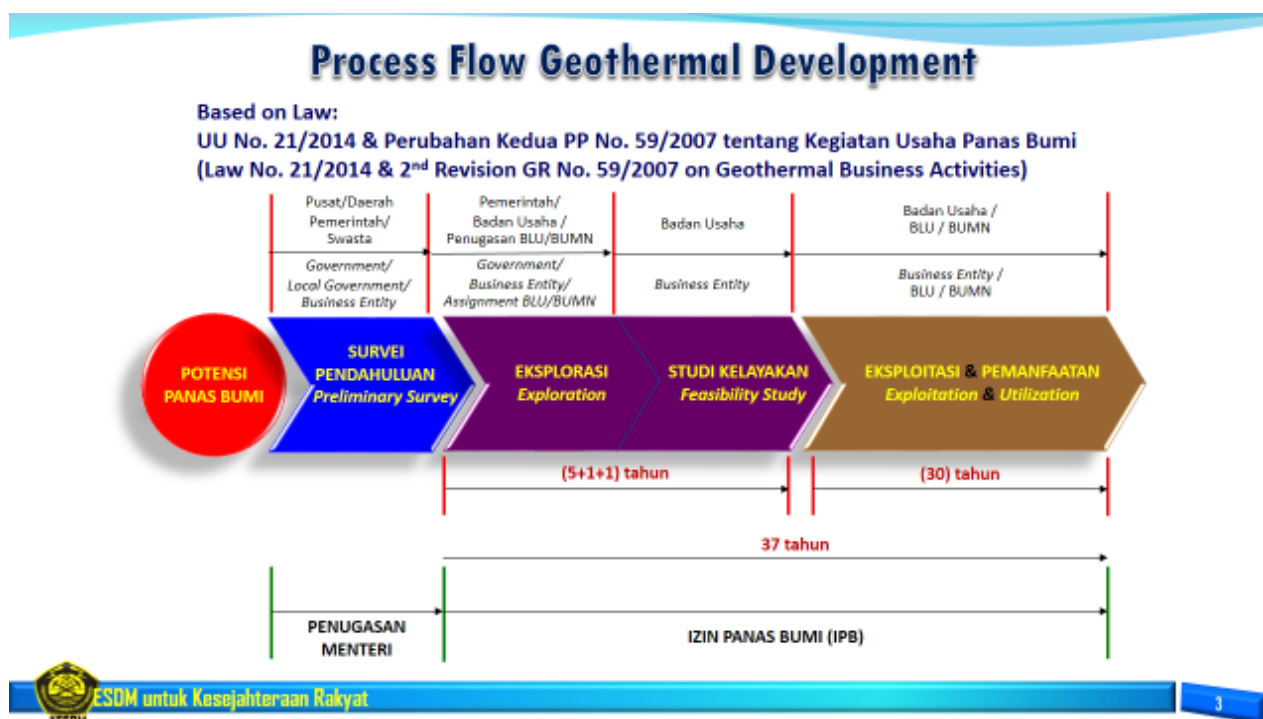 Process Flow Geothermal Development
Based on Law:
UU No. 21/2014 & Perubahan Kedua PP No. 59/2007 tentang Kegiatan Usaha Panas Bumi
(Law No. 21/2014 & 2nd Revision GR No. 59/2007 on Geothermal Business Activities)
Pusat/Daerah
Pemerintah/
Swasta
Government/
Local Government/
Business Entity
Pemerintah/
Badan Usaha /
Penugasan BLU/BUMN
Government/
Business Entity/
Assignment BLU/BUMN
Badan Usaha
Business Entity
Badan Usaha /
BLU / BUMN
Business Entity /
BLU / BUMN
POTENSI
PANAS BUMI
SURVEI
PENDAHULUAN
Preliminary Survey
EKSPLORASI
Exploration
STUDI KELAYAKAN
Feasibility Study
EKSPLOITASI & PEMANFAATAN
Exploitation & Utilization
(5+1+1) tahun
(30) tahun
37 tahun
PENUGASAN
MENTERI
IZIN PANAS BUMI (IPB)
ESDM untuk Kesejahteraan Rakyat
3